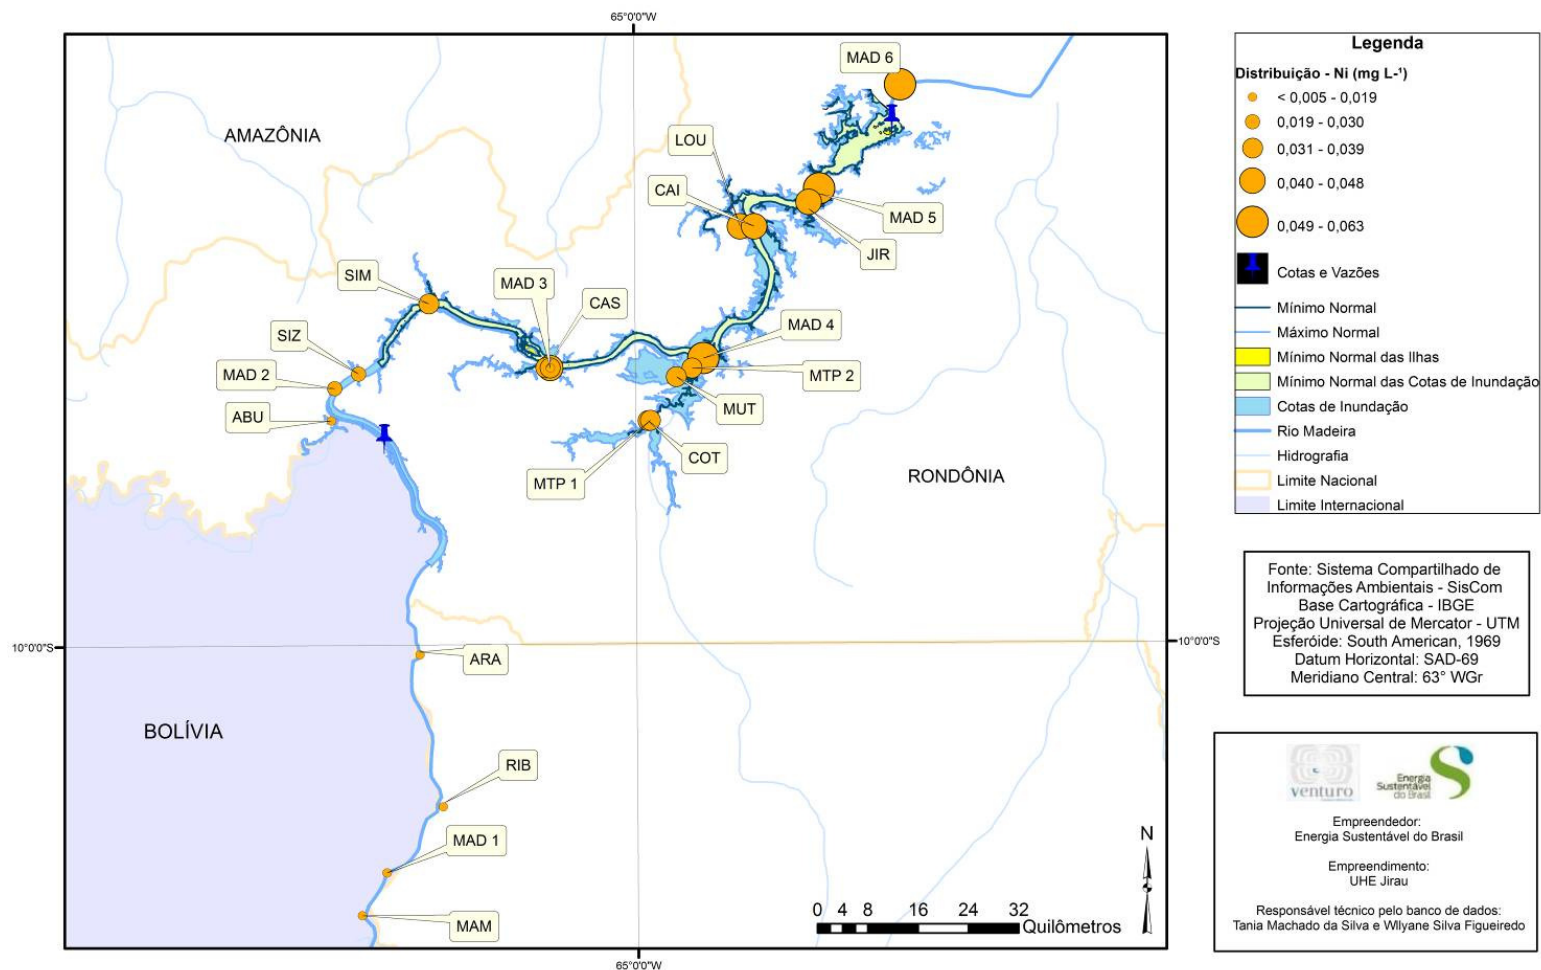 65°0'0"W
MAD 6
AMAZÔNIA
LOU
CAI
MAD 5
JIR
SIM
MAD 3
CAS
SIZ
MAD 4
MAD 2
MTP 2
ABU
MUT
COT
MTP 1
RONDÔNIA
10°0'0"S
10°0'0"S
ARA
BOLÍVIA
RIB
MAD 1
MAM
N
0 4 8 16 24 32
Quilômetros
65°0'0"W
Legenda
Distribuição - Ni (mg L-¹)
< 0,005 - 0,019
0,019 - 0,030
0,031 - 0,039
0,040 - 0,048
0,049 - 0,063
Cotas e Vazões
Mínimo Normal
Máximo Normal
Mínimo Normal das Ilhas
Mínimo Normal das Cotas de Inundação
Cotas de Inundação
Rio Madeira
Hidrografia
Limite Nacional
Limite Internacional
Fonte: Sistema Compartilhado de
Informações Ambientais - SisCom
Base Cartográfica - IBGE
Projeção Universal de Mercator - UTM
Esferóide: South American, 1969
Datum Horizontal: SAD-69
Meridiano Central: 63° WGr
venturo
Energia
Sustentável
do Brasil
Empreendedor:
Energia Sustentável do Brasil
Empreendimento:
UHE Jirau
Responsável técnico pelo banco de dados:
Tania Machado da Silva e Wllyane Silva Figueiredo